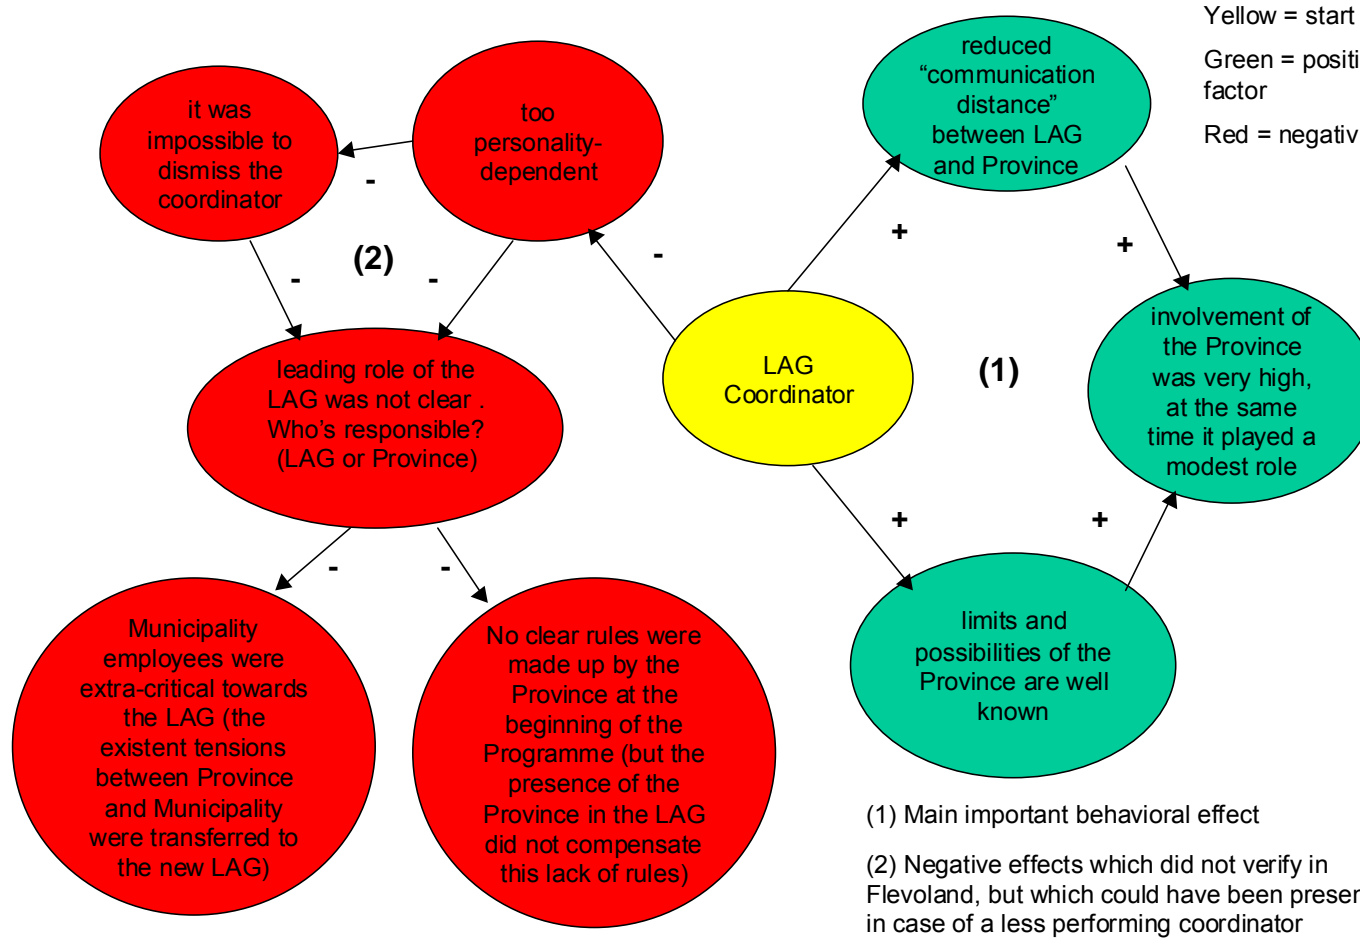 Yellow = start
Green = positi
factor
Red = negativ
it was
impossible to
dismiss the
coordinator
too
personality-
dependent
reduced
“communication
distance”
between LAG
and Province
-
(2)
-
-
-
+
+
leading role of the
LAG was not clear .
Who’s responsible?
(LAG or Province)
LAG
Coordinator
(1)
involvement of
the Province
was very high,
at the same
time it played a
modest role
-
-
+
+
Municipality
employees were
extra-critical towards
the LAG (the
existent tensions
between Province
and Municipality
were transferred to
the new LAG)
No clear rules were
made up by the
Province at the
beginning of the
Programme (but the
presence of the
Province in the LAG
did not compensate
this lack of rules)
limits and
possibilities of the
Province are well
known
(1) Main important behavioral effect
(2) Negative effects which did not verify in
Flevoland, but which could have been presen
in case of a less performing coordinator